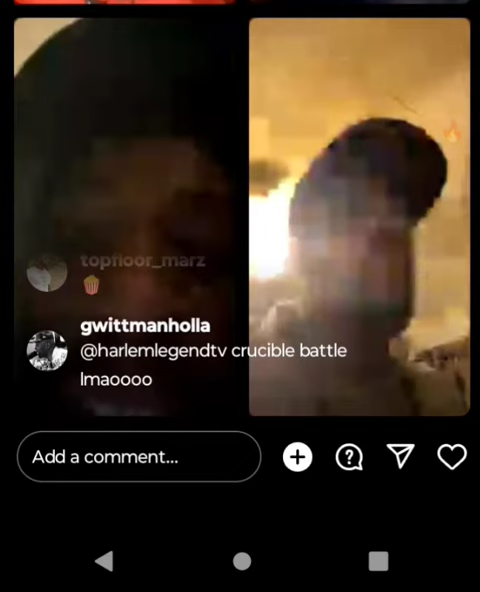 topfloor_marz
gwittmanholla
@harlemlegendtv crucible battle
lmaoooo
Add a comment...